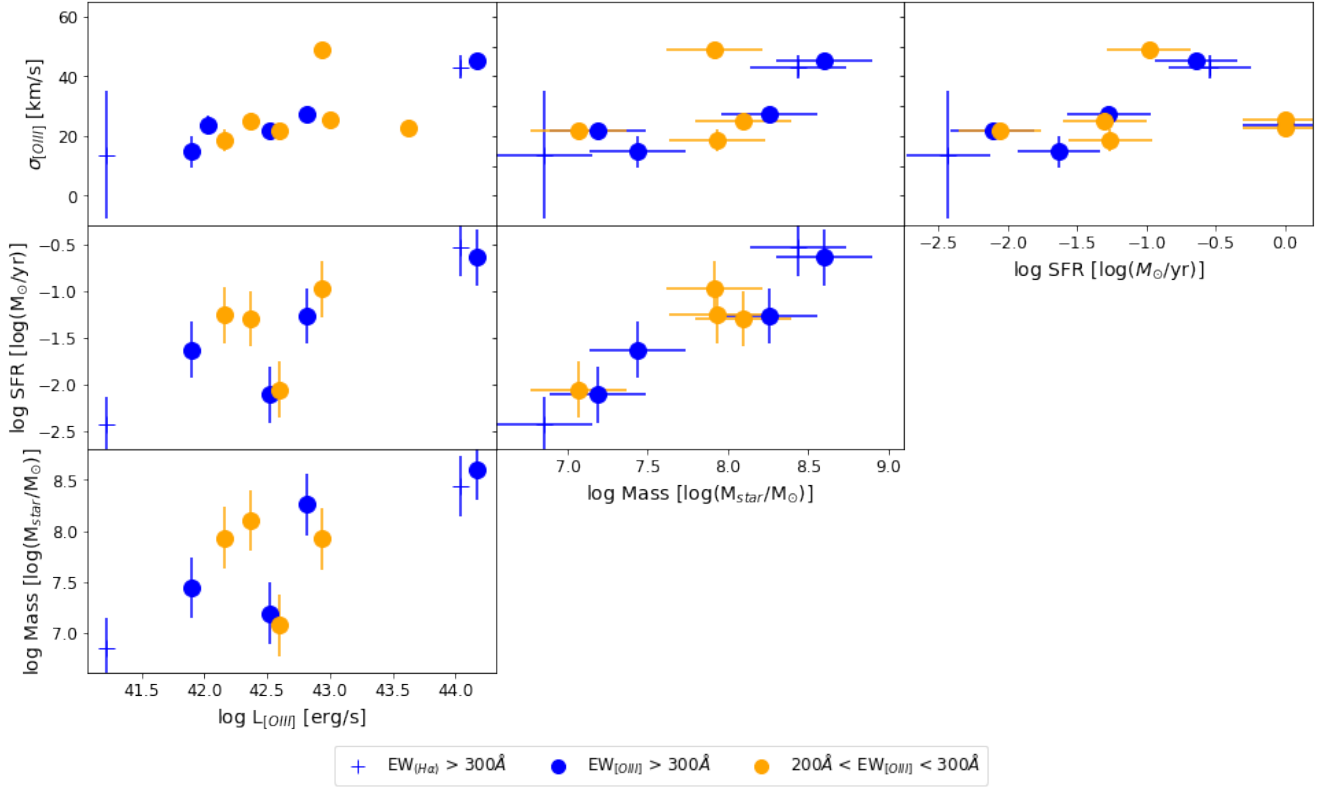 60
40
20
0
σ[OIII] [km/s]
−2.5 −2.0 −1.5 −1.0 −0.5 0.0
log SFR [log(M⊙/yr)]
−0.5
−1.0
−1.5
−2.0
−2.5
log SFR [log(M⊙/yr)]
7.0 7.5 8.0 8.5 9.0
log Mass [log(Mstar/M⊙)]
8.5
8.0
7.5
7.0
log Mass [log(Mstar/M⊙)]
41.5 42.0 42.5 43.0 43.5 44.0
log L[OIII] [erg/s]
EW(Hα) > 300Å EW[OIII] > 300Å 200Å < EW[OIII] < 300Å